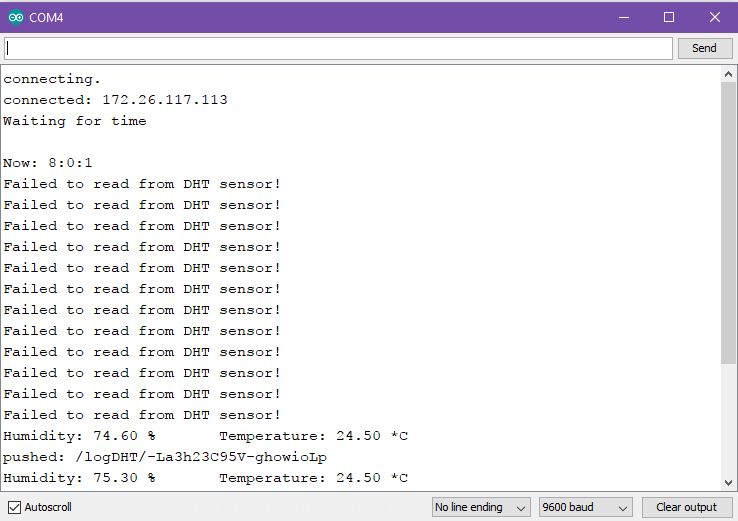 COM4
Send
connecting.
connected: 172.26.117.113
Waiting for time
Now: 8:0:1
Failed to read from DHT sensor!
Failed to read from DHT sensor!
Failed to read from DHT sensor!
Failed to read from DHT sensor!
Failed to read from DHT sensor!
Failed to read from DHT sensor!
Failed to read from DHT sensor!
Failed to read from DHT sensor!
Failed to read from DHT sensor!
Failed to read from DHT sensor!
Failed to read from DHT sensor!
Failed to read from DHT sensor!
Humidity: 74.60 % Temperature: 24.50 *C
pushed: /logDHT/-La3h23C95V-ghowioLp
Humidity: 75.30 % Temperature: 24.50 *C
Autoscroll No line ending 9600 baud Clear output